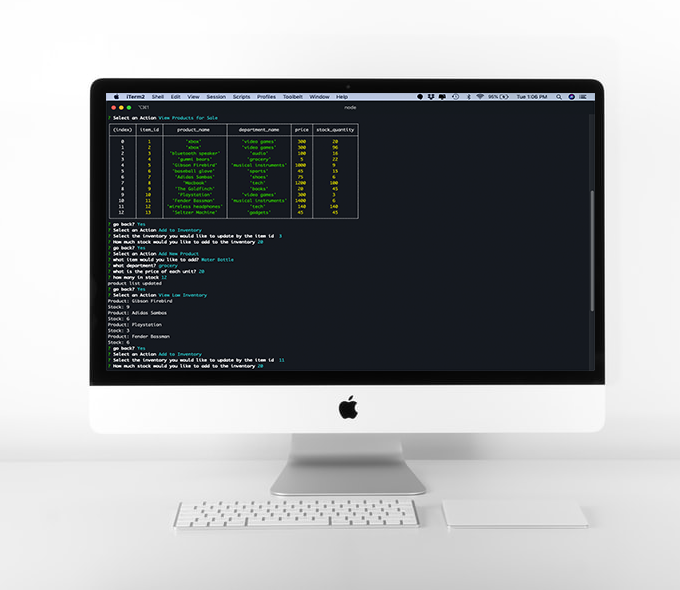 iTerm2 Shell Edit View Session Scripts Profiles Toolbelt Window Help 95% Tue 1:06 PM
node
? Select an Action View Products for Sale
(index) item_id product_name department_name price stock_quantity
0 1 'xbox' 'video games' 300 20
1 2 'xbox' 'video games' 300 96
2 3 'bluetooth speaker' 'audio' 100 16
3 4 'gummi bears' 'grocery' 5 22
4 5 'Gibson Firebird' 'musical instruments' 1000 9
5 6 'baseball glove' 'sports' 45 15
6 7 'Adidas Sambas' 'shoes' 75 6
7 8 'Macbook' 'tech' 1200 100
8 9 'The Goldfinch' 'books' 20 45
9 10 'Playstation' 'video games' 300 3
10 11 'Fender Bassman' 'musical instruments' 1400 6
11 12 'wireless headphones' 'tech' 140 140
12 13 'Seltzer Machine' 'gadgets' 45 45
? go back? Yes
? Select an Action Add to Inventory
? Select the inventory you would like to update by the item id 3
? How much stock would you like to add to the inventory 20
? go back? Yes
? Select an Action Add New Product
? what item would you like to add? Water Bottle
? what department? grocery
? what is the price of each unit? 20
? how many in stock 12
product list updated
? go back? Yes
? Select an Action View Low Inventory
Product: Gibson Firebird
Stock: 9
Product: Adidas Sambas
Stock: 6
Product: Playstation
Stock: 3
Product: Fender Bassman
Stock: 6
? go back? Yes
? Select an Action Add to Inventory
? Select the inventory you would like to update by the item id 11
? How much stock would you like to add to the inventory 20